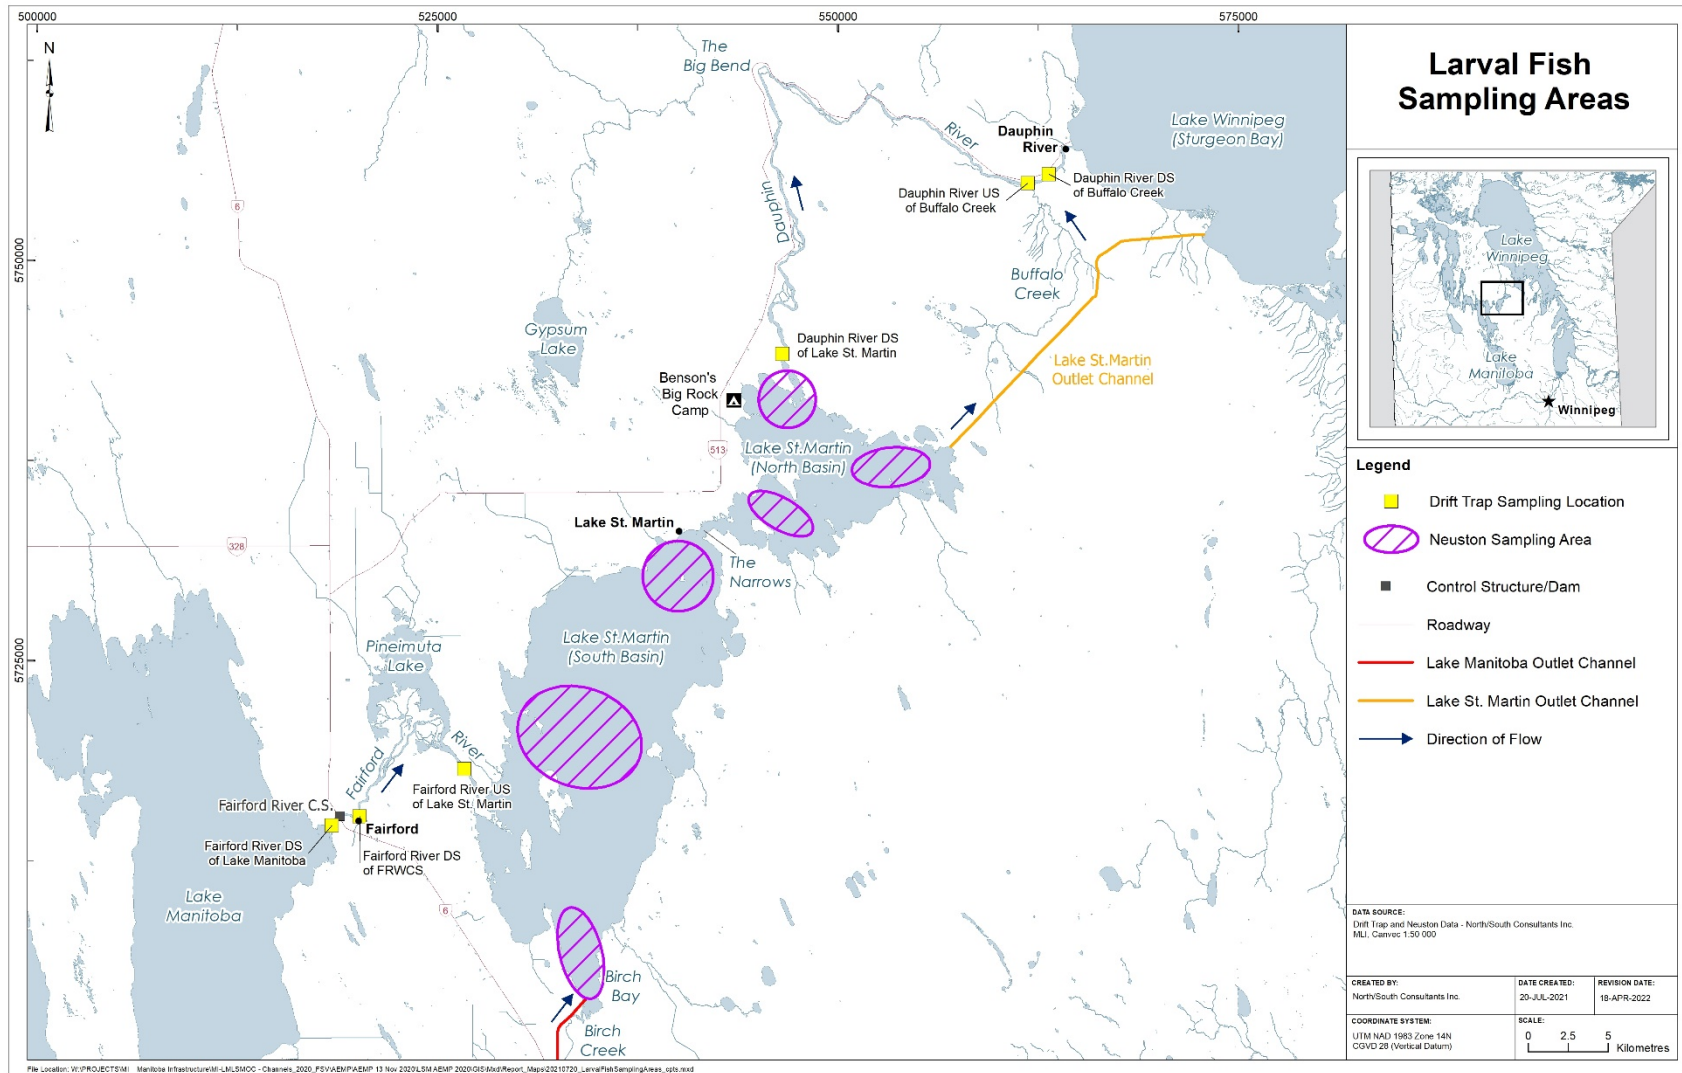 500000
525000
550000
575000
5750000
5725000
N
The
Big Bend
River
Dauphin
River
Lake Winnipeg
(Sturgeon Bay)
Dauphin River US
of Buffalo Creek
Dauphin River DS
of Buffalo Creek
Dauphin
6
Buffalo
Creek
Gypsum
Lake
Dauphin River DS
of Lake St. Martin
Lake St.Martin
Outlet Channel
Benson's
Big Rock
Camp
513
Lake St.Martin
(North Basin)
Lake St. Martin
328
The
Narrows
Pineimuta
Lake
Lake St.Martin
(South Basin)
Fairford
River
Fairford River US
of Lake St. Martin
Fairford River C.S.
Fairford
Fairford River DS
of Lake Manitoba
Fairford River DS
of FRWCS
Lake
Manitoba
6
Birch
Bay
Birch
Creek
Larval Fish
Sampling Areas
Lake
Winnipeg
Lake
Manitoba
Winnipeg
Legend
Drift Trap Sampling Location
Neuston Sampling Area
Control Structure/Dam
Roadway
Lake Manitoba Outlet Channel
Lake St. Martin Outlet Channel
Direction of Flow
DATA SOURCE:
Drift Trap and Neuston Data - North/South Consultants Inc.
MLI, Canvec 1:50 000
CREATED BY:
North/South Consultants Inc.
DATE CREATED:
20-JUL-2021
REVISION DATE:
18-APR-2022
COORDINATE SYSTEM:
UTM NAD 1983 Zone 14N
CGVD 28 (Vertical Datum)
SCALE:
0 2.5 5
Kilometres